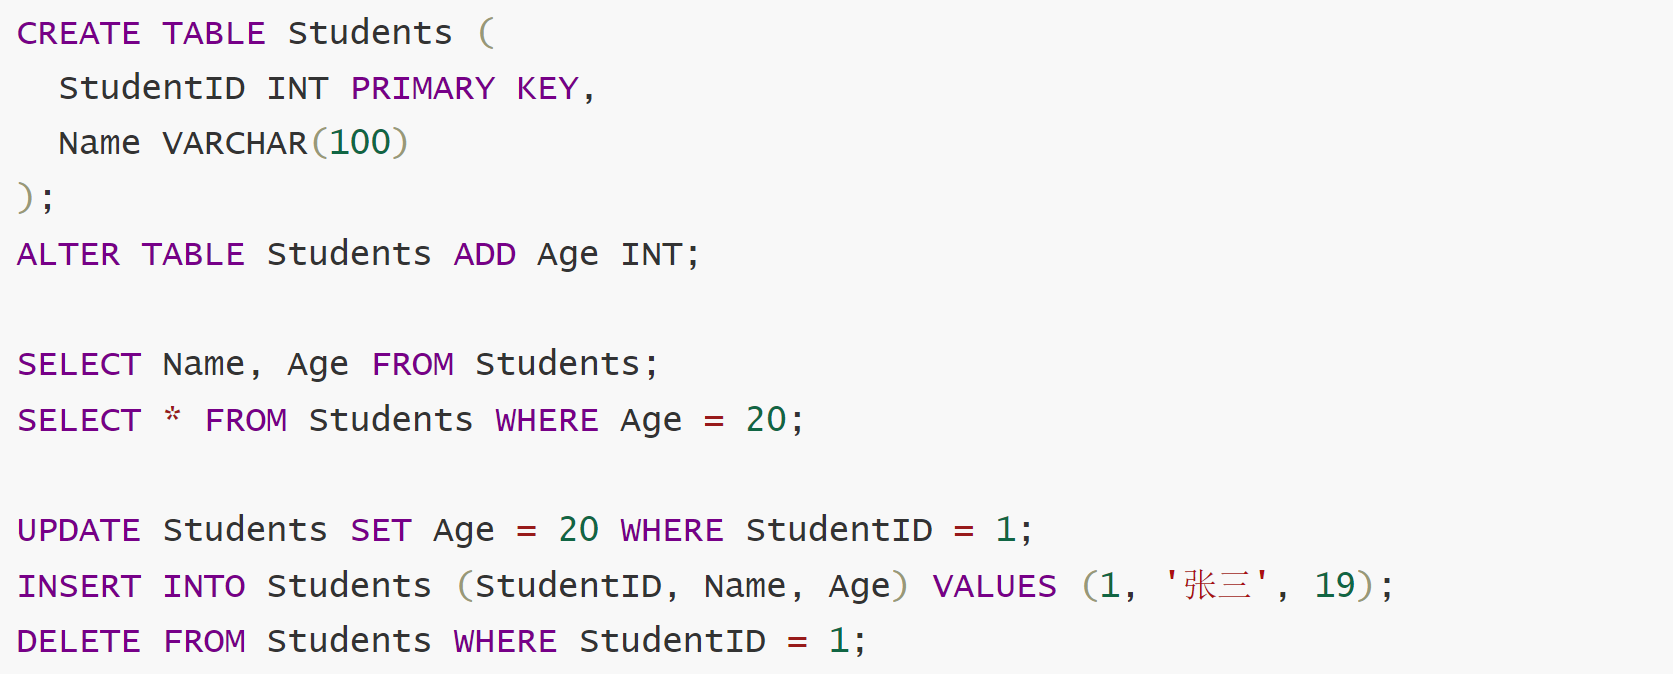 CREATE TABLE Students (
  StudentID INT PRIMARY KEY,
  Name VARCHAR(100)
);
ALTER TABLE Students ADD Age INT;

SELECT Name, Age FROM Students;
SELECT * FROM Students WHERE Age = 20;

UPDATE Students SET Age = 20 WHERE StudentID = 1;
INSERT INTO Students (StudentID, Name, Age) VALUES (1, '张三', 19);
DELETE FROM Students WHERE StudentID = 1;